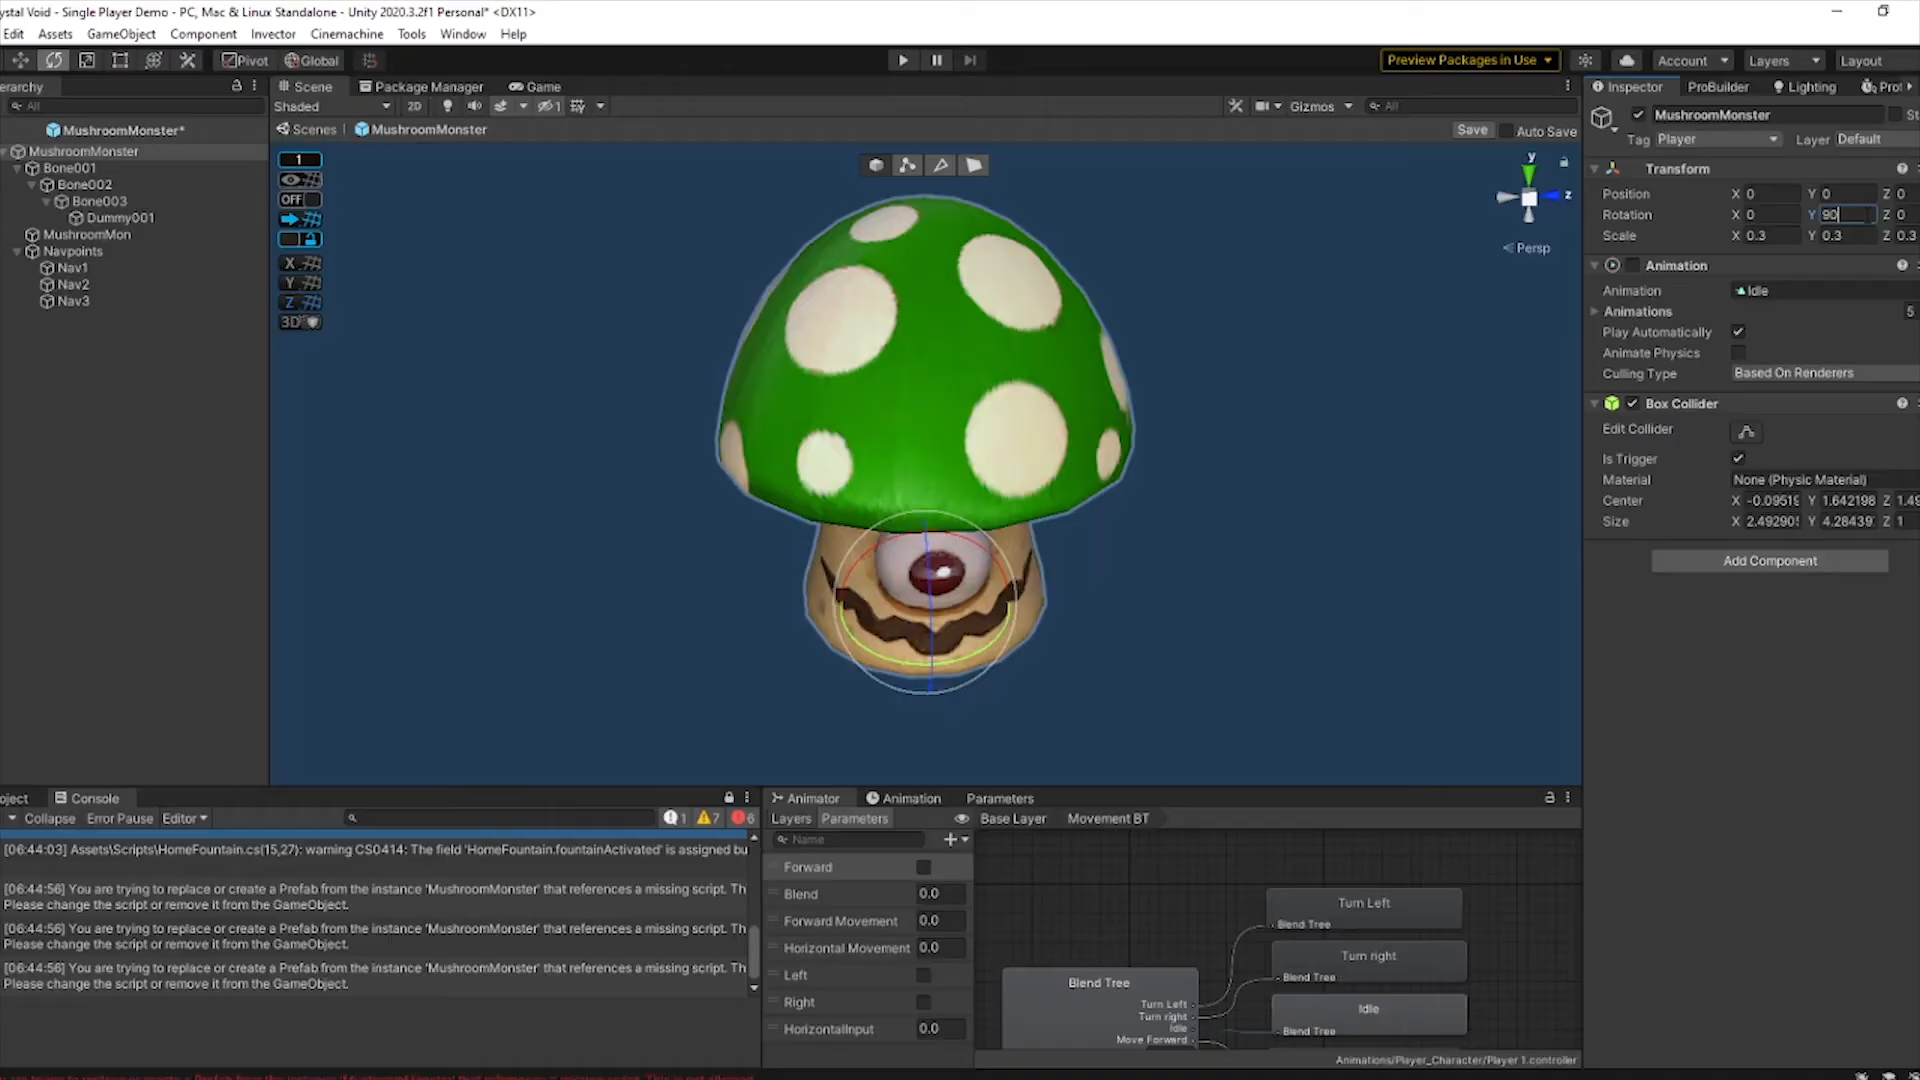 ystal Void - Single Player Demo - PC, Mac & Linux Standalone - Unity 2020.3.2f1 Personal* <DX11>
Edit Assets GameObject Component Invector Cinemachine Tools Window Help
Pivot Global Preview Packages in Use Account Layers Layout
erarchy Scene Package Manager Game Inspector ProBuilder Lighting Prot
All Shaded 2D 1 Gizmos All
MushroomMonster* Scenes MushroomMonster Save Auto Save
MushroomMonster
Bone001
Bone002
Bone003
Dummy001
MushroomMon
Navpoints
Nav1
Nav2
Nav3
1
OFF
X
Y
Z
3D
y
z
< Persp
MushroomMonster St
Tag Player Layer Default
Transform
Position X 0 Y 0 Z 0
Rotation X 0 Y 90 Z 0
Scale X 0.3 Y 0.3 Z 0.3
Animation
Animation Idle
Animations 5
Play Automatically
Animate Physics
Culling Type Based On Renderers
Box Collider
Edit Collider
Is Trigger
Material None (Physic Material)
Center X -0.09519 Y 1.642198 Z 1.49
Size X 2.49290 Y 4.28439 Z 1
Add Component
oject Console
Collapse Error Pause Editor 1 7 6
[06:44:03] Assets\Scripts\HomeFountain.cs(15,27): warning CS0414: The field 'HomeFountain.fountainActivated' is assigned bu
[06:44:56] You are trying to replace or create a Prefab from the instance 'MushroomMonster' that references a missing script. Th
Please change the script or remove it from the GameObject.
[06:44:56] You are trying to replace or create a Prefab from the instance 'MushroomMonster' that references a missing script. Th
Please change the script or remove it from the GameObject.
[06:44:56] You are trying to replace or create a Prefab from the instance 'MushroomMonster' that references a missing script. Th
Please change the script or remove it from the GameObject.
Animator Animation Parameters
Layers Parameters Base Layer Movement BT
Name
Forward
Blend 0.0
Forward Movement 0.0
Horizontal Movement 0.0
Left
Right
HorizontalInput 0.0
Turn Left
Blend Tree
Turn right
Blend Tree
Idle
Blend Tree
Blend Tree
Turn Left
Turn right
Idle
Move Forward
Animations/Player_Character/Player 1.controller